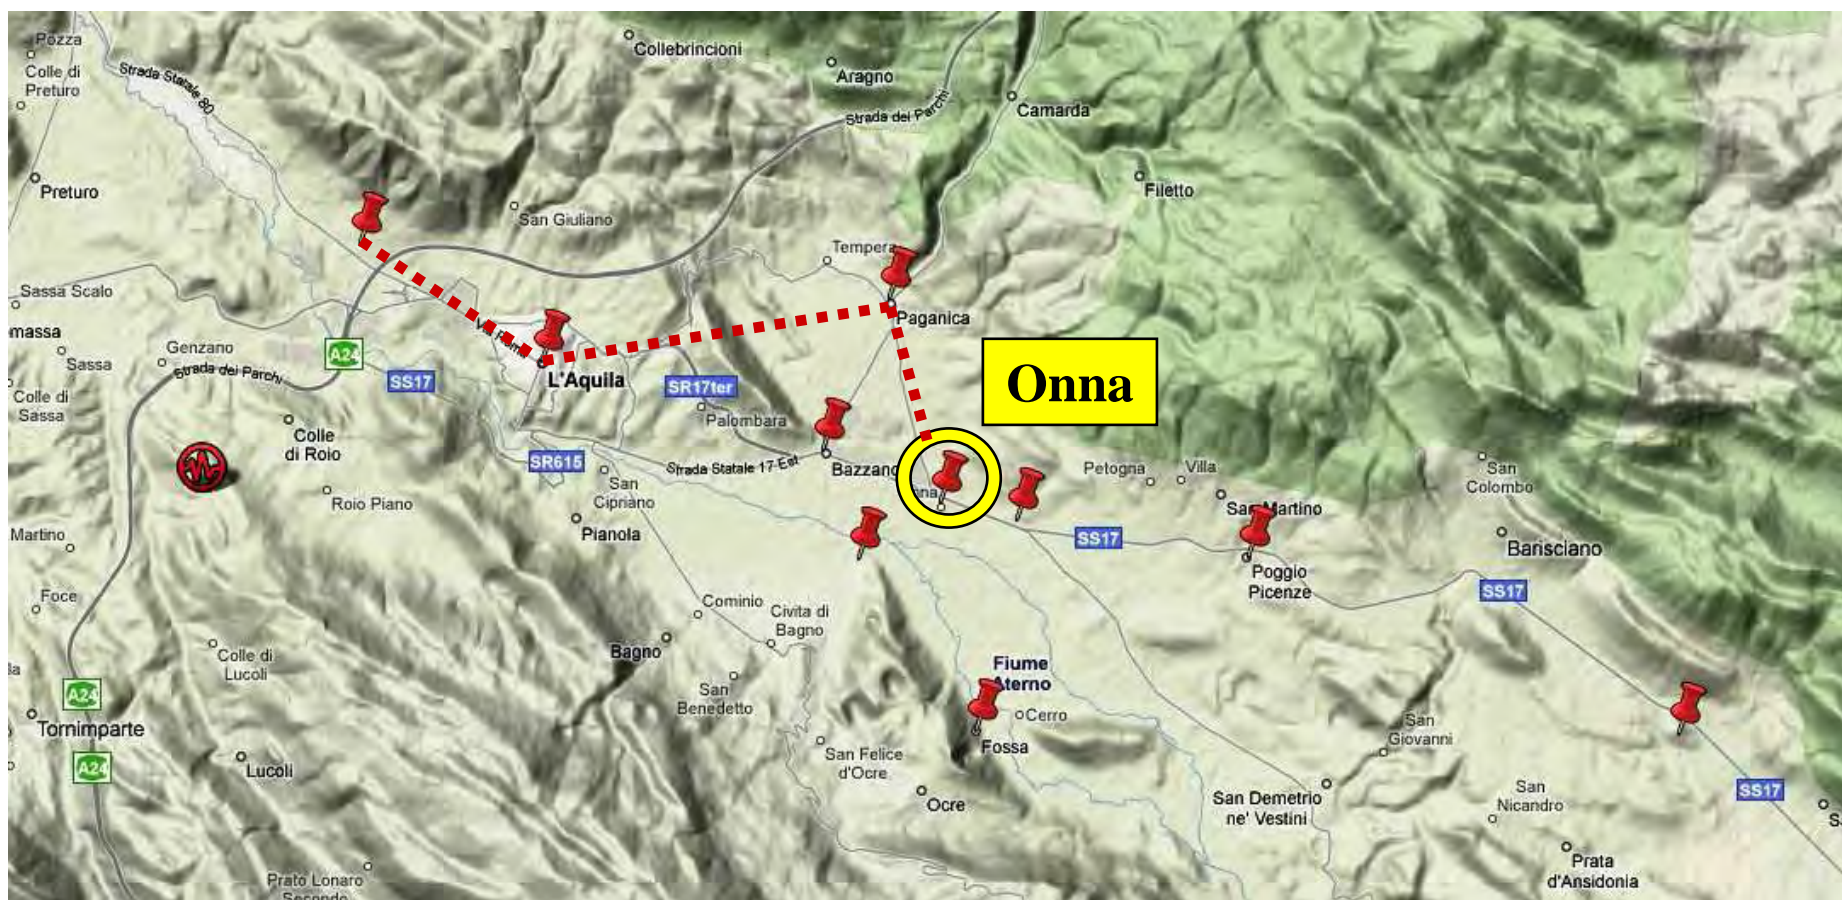 Pozza
Colle di
Preturo
Strada Statale 80
Collebrincioni
Aragno
Strada dei Parchi
Camarda
Preturo
San Giuliano
Filetto
Tempera
Sassa Scalo
Paganica
massa
Genzano
A24
Sassa
Strada dei Parchi
SS17
L'Aquila
SR17ter
Onna
Colle di
Sassa
Palombara
Colle
di Roio
SR615
Strada Statale 17 Est
Bazzano
Petogna
Villa
San
Colombo
San
Cipriano
Roio Piano
San Martino
Martino
Pianola
SS17
Barisciano
Poggio
Picenze
SS17
Foce
Cominio
Civita di
Bagno
Bagno
Colle di
Lucoli
Fiume
Aterno
A24
San
Benedetto
Cerro
San
Giovanni
Tornimparte
Fossa
San Felice
d'Ocre
A24
Lucoli
Ocre
San Demetrio
ne' Vestini
San
Nicandro
SS17
Prata
d'Ansidonia
Prato Lonaro